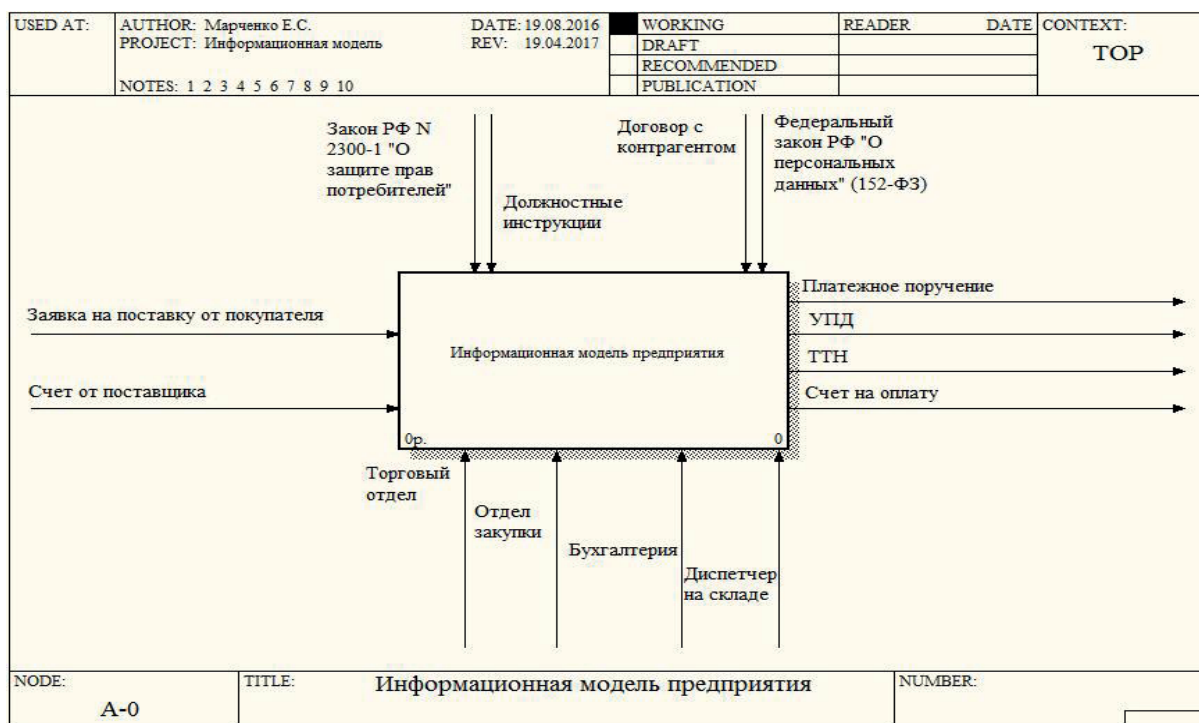 USED AT:
AUTHOR: Марченко Е.С.
DATE: 19.08.2016
PROJECT: Информационная модель
REV: 19.04.2017
NOTES: 1 2 3 4 5 6 7 8 9 10
WORKING
DRAFT
RECOMMENDED
PUBLICATION
READER
DATE
CONTEXT:
TOP
Закон РФ N
2300-1 "О
защите прав
потребителей"
Должностные
инструкции
Договор с
контрагентом
Федеральный
закон РФ "О
персональных
данных" (152-ФЗ)
Заявка на поставку от покупателя
Счет от поставщика
Информационная модель предприятия
0р.
0
Платежное поручение
УПД
ТТН
Счет на оплату
Торговый
отдел
Отдел
закупки
Бухгалтерия
Диспетчер
на складе
NODE:
A-0
TITLE:
Информационная модель предприятия
NUMBER: